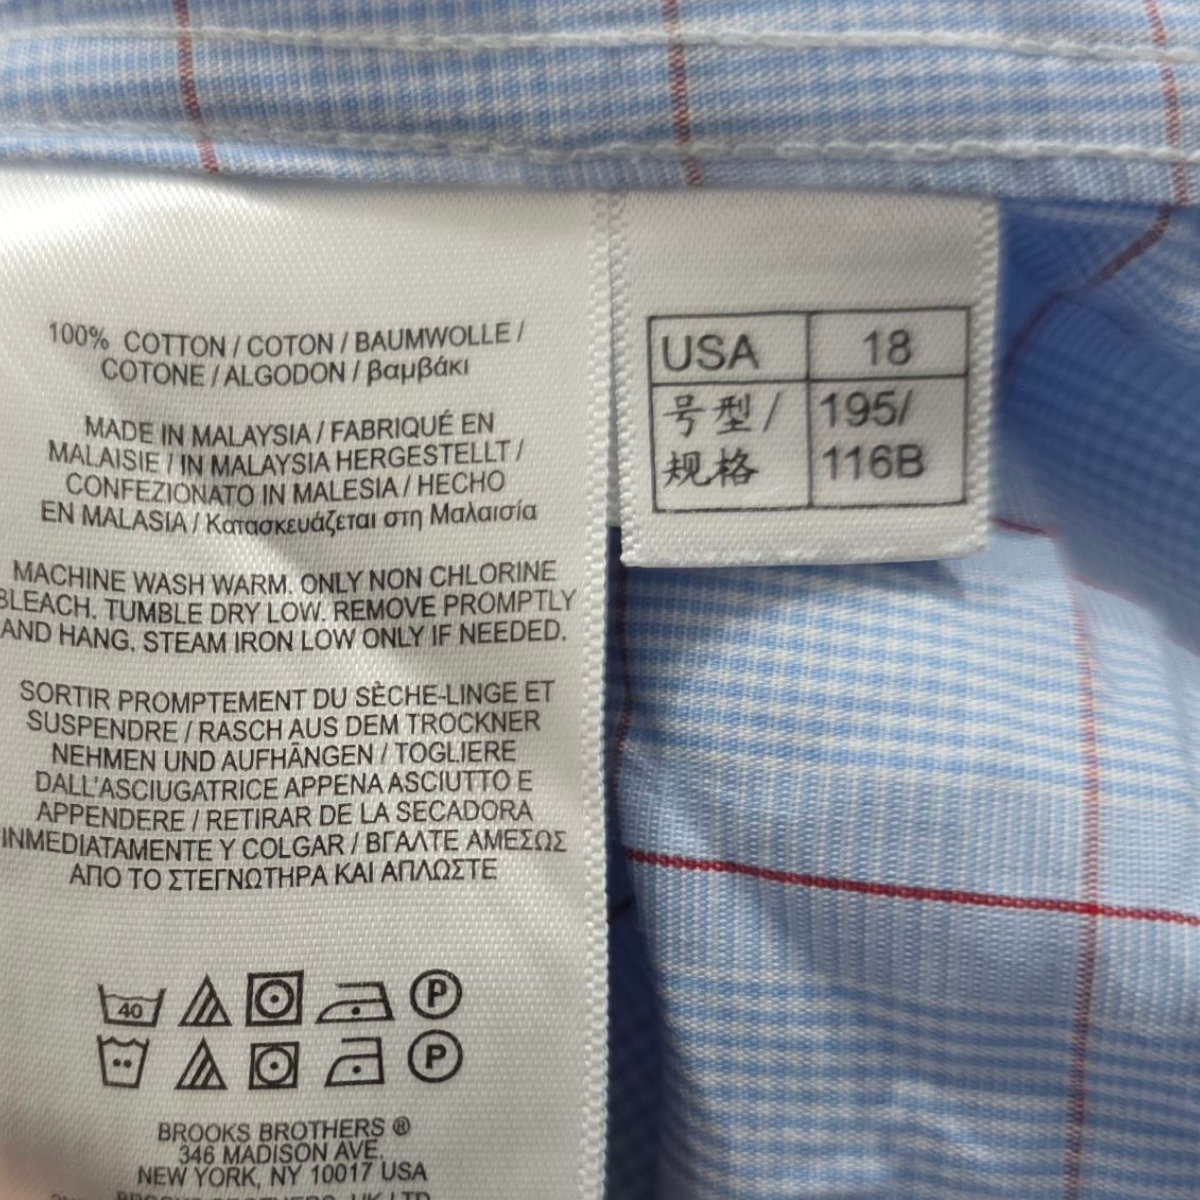 100% COTTON / COTON / BAUMWOLLE /
COTONE / ALGODON / βαμβάκι
MADE IN MALAYSIA / FABRIQUÉ EN
MALAISIE / IN MALAYSIA HERGESTELLT /
CONFEZIONATO IN MALESIA / HECHO
EN MALASIA / Κατασκευάζεται στη Μαλαισία
MACHINE WASH WARM. ONLY NON CHLORINE
BLEACH. TUMBLE DRY LOW. REMOVE PROMPTLY
AND HANG. STEAM IRON LOW ONLY IF NEEDED.
SORTIR PROMPTEMENT DU SÈCHE-LINGE ET
SUSPENDRE / RASCH AUS DEM TROCKNER
NEHMEN UND AUFHÄNGEN / TOGLIERE
DALL'ASCIUGATRICE APPENA ASCIUTTO E
APPENDERE / RETIRAR DE LA SECADORA
INMEDIATAMENTE Y COLGAR / ΒΓΑΛΤΕ ΑΜΕΣΩΣ
ΑΠΟ ΤΟ ΣΤΕΓΝΩΤΗΡΑ ΚΑΙ ΑΠΛΩΣΤΕ
40 P
P
BROOKS BROTHERS ®
346 MADISON AVE.
NEW YORK, NY 10017 USA
BROOKS BROTHERS, UK LTD
USA 18
号型/ 195/
规格 116B